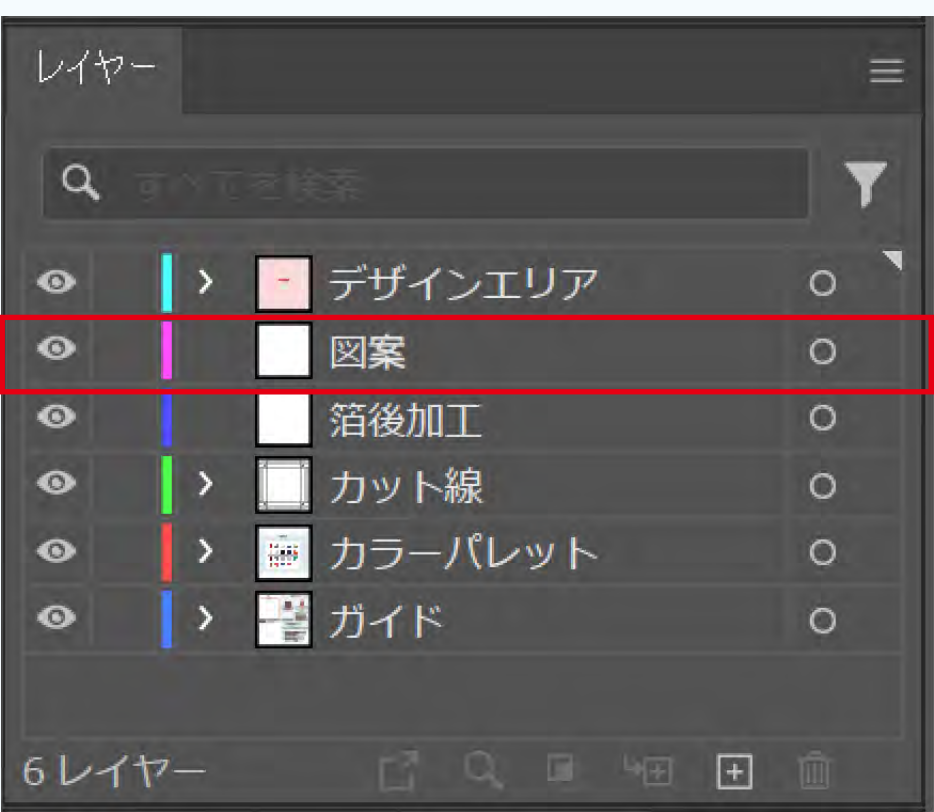 レイヤー
すべてを検索
デザインエリア
図案
箔後加工
カット線
カラーパレット
ガイド
6 レイヤー